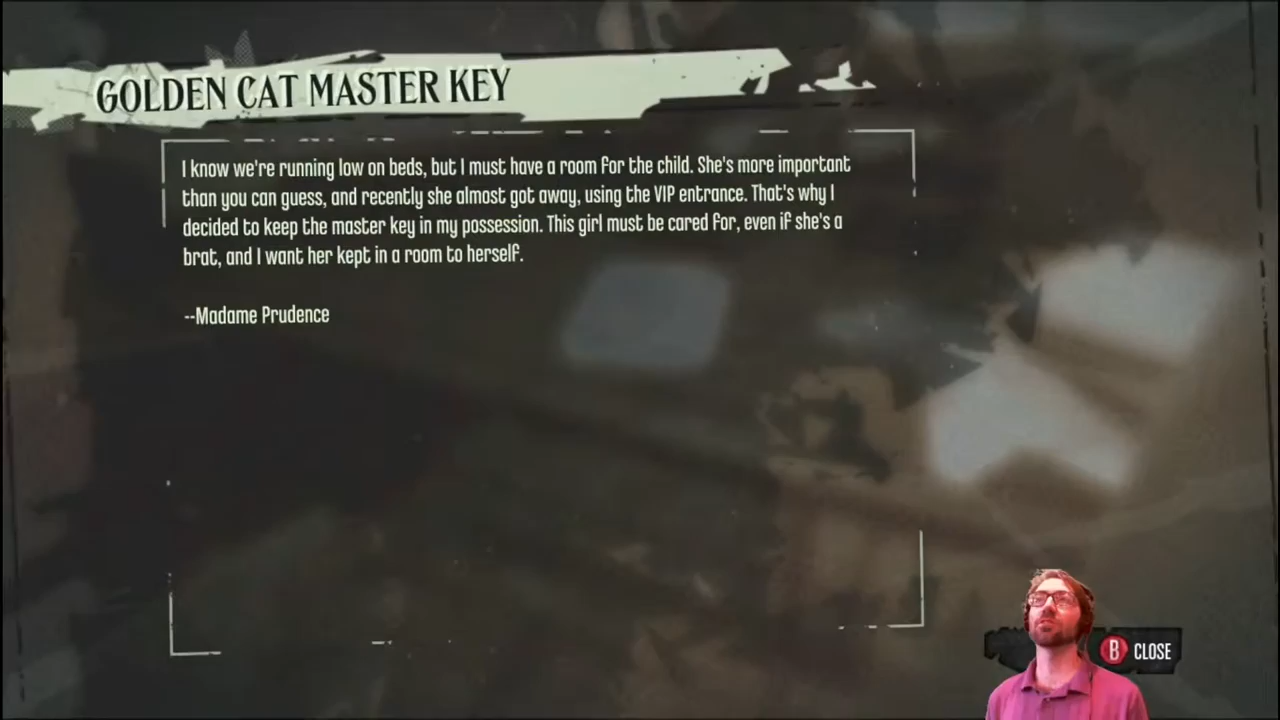 GOLDEN CAT MASTER KEY
I know we're running low on beds, but I must have a room for the child. She's more important
than you can guess, and recently she almost got away, using the VIP entrance. That's why I
decided to keep the master key in my possession. This girl must be cared for, even if she's a
brat, and I want her kept in a room to herself.
--Madame Prudence
B CLOSE